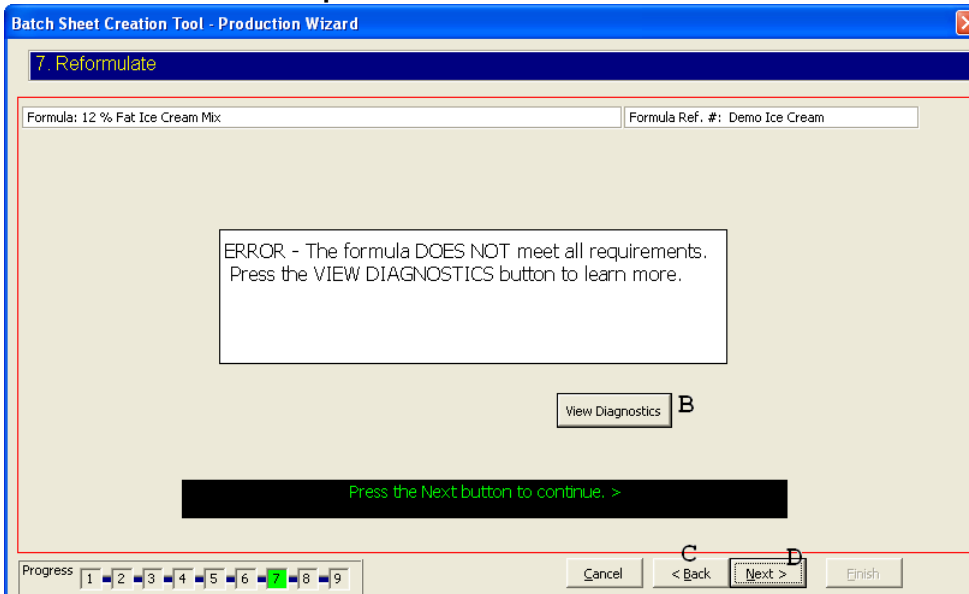 Batch Sheet Creation Tool - Production Wizard
7. Reformulate
Formula: 12 % Fat Ice Cream Mix
Formula Ref. #: Demo Ice Cream
ERROR - The formula DOES NOT meet all requirements.
Press the VIEW DIAGNOSTICS button to learn more.
View Diagnostics B
Press the Next button to continue. >
C D
Progress 1 2 3 4 5 6 7 8 9
Cancel < Back Next > Finish